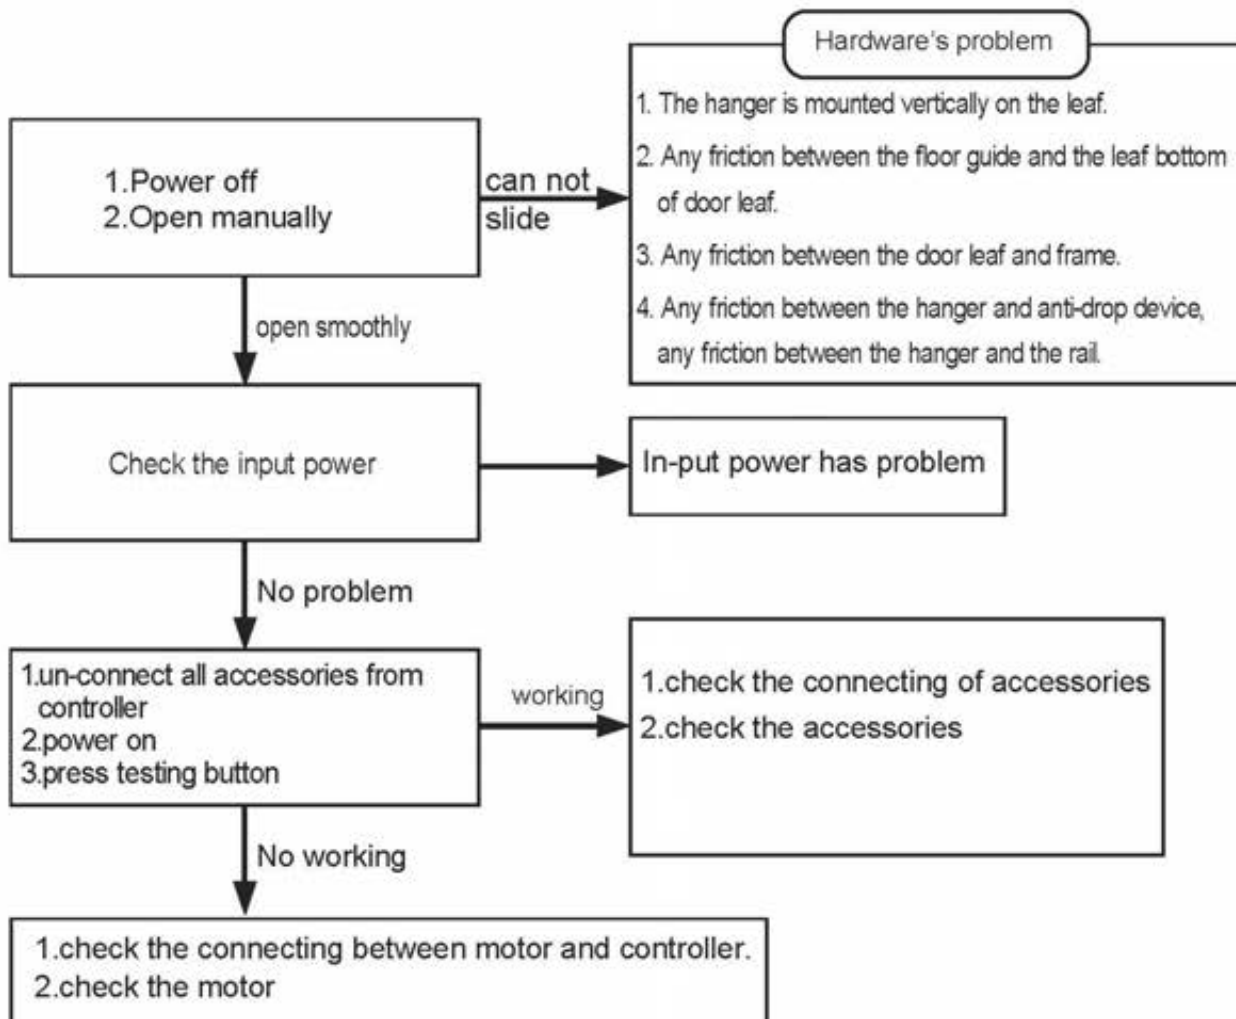 Hardware's problem
1. The hanger is mounted vertically on the leaf.
2. Any friction between the floor guide and the leaf bottom
of door leaf.
3. Any friction between the door leaf and frame.
4. Any friction between the hanger and anti-drop device,
any friction between the hanger and the rail.
1.Power off
2.Open manually
can not
slide
open smoothly
Check the input power
In-put power has problem
No problem
1.un-connect all accessories from
controller
2.power on
3.press testing button
working
1.check the connecting of accessories
2.check the accessories
No working
1.check the connecting between motor and controller.
2.check the motor